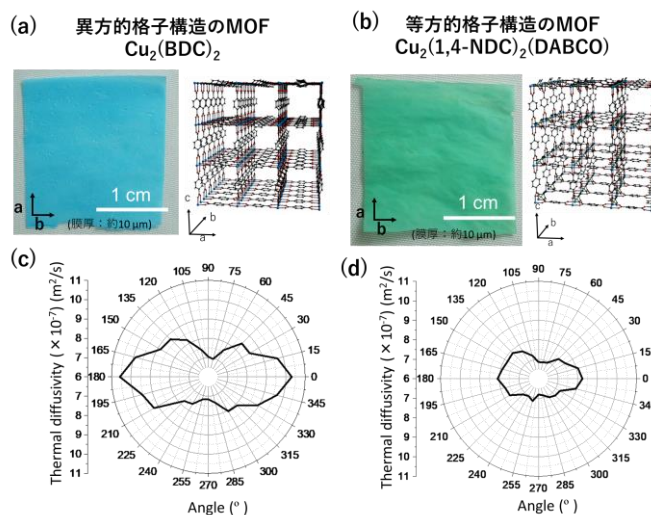 (a)
異方的格子構造のMOF
Cu₂(BDC)₂
1 cm
a
b
(膜厚：約10 μm)
c
b
a
(b)
等方的格子構造のMOF
Cu₂(1,4-NDC)₂(DABCO)
1 cm
a
b
(膜厚：約10 μm)
c
b
a
(c)
Thermal diffusivity (×10⁻⁷) (m²/s)
11
10
9
8
7
6
7
8
9
10
11
90
75
60
45
30
15
0
345
330
315
300
285
270
255
240
225
210
195
180
165
150
135
120
105
Angle (°)
(d)
Thermal diffusivity (×10⁻⁷) (m²/s)
11
10
9
8
7
6
7
8
9
10
11
90
75
60
45
30
15
0
345
330
315
300
285
270
255
240
225
210
195
180
165
150
135
120
105
Angle (°)